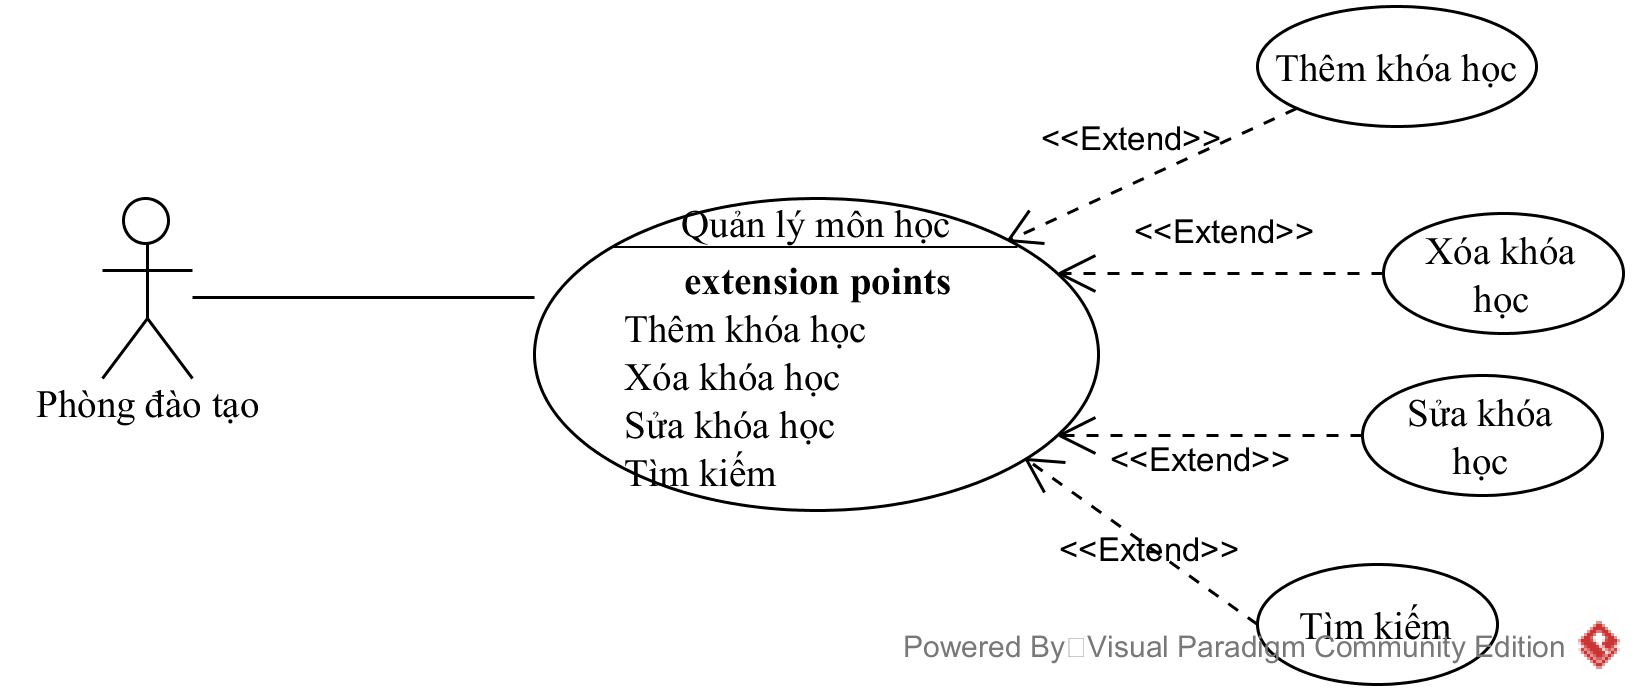 Thêm khóa học
<<Extend>>
Quản lý môn học
<<Extend>>
Xóa khóa
học
extension points
Thêm khóa học
Xóa khóa học
Sửa khóa học
Tìm kiếm
Phòng đào tạo
Sửa khóa
học
<<Extend>>
<<Extend>>
Tìm kiếm
Powered By Visual Paradigm Community Edition